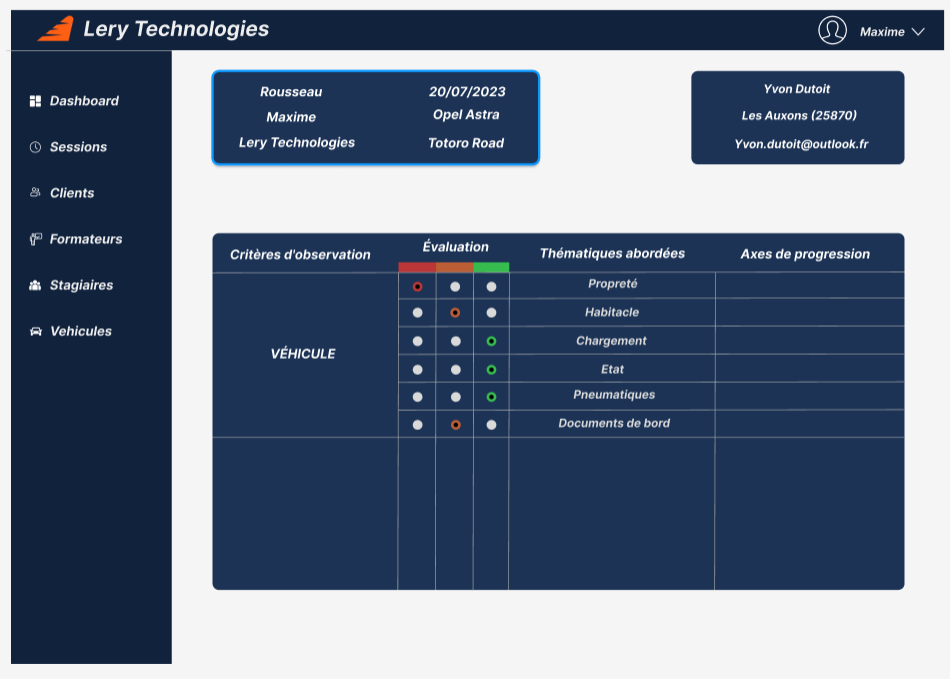 Lery Technologies
Maxime
Dashboard
Sessions
Clients
Formateurs
Stagiaires
Vehicules
Rousseau 20/07/2023
Maxime Opel Astra
Lery Technologies Totoro Road
Yvon Dutoit
Les Auxons (25870)
Yvon.dutoit@outlook.fr
Critères d'observation Évaluation Thématiques abordées Axes de progression
VÉHICULE
Propreté
Habitacle
Chargement
Etat
Pneumatiques
Documents de bord